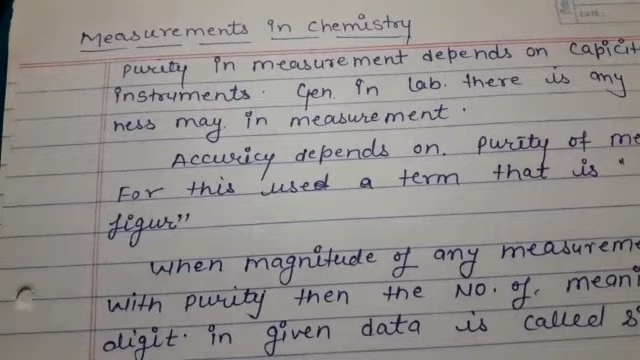 DATE:
Measurements in chemistry
purity in measurement depends on capicit
instruments. Gen. in lab. there is any
ness may in measurement.
Accuricy depends on purity of me
For this used a term that is "
figur"
When magnitude of any measureme
with purity then the No. of, meani
digit. in given data is called s